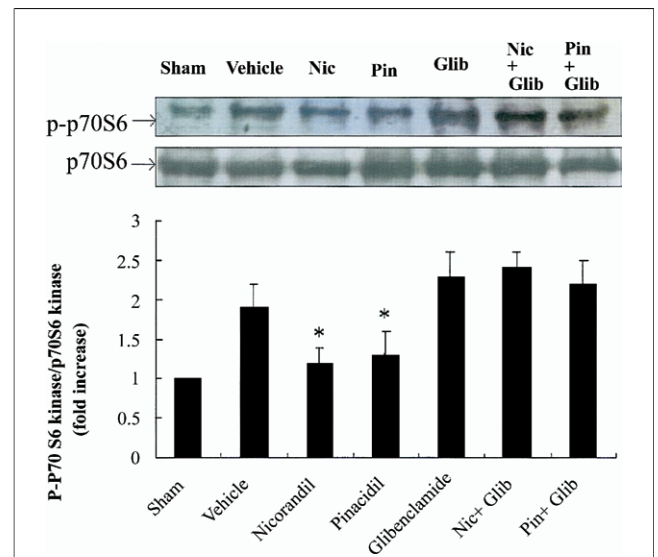 Sham Vehicle Nic Pin Glib Nic + Glib Pin + Glib
p-p70S6
p70S6
P-P70 S6 kinase/p70S6 kinase
(fold increase)
3
2.5
2
1.5
1
0.5
0
*
*
Sham
Vehicle
Nicorandil
Pinacidil
Glibenclamide
Nic+ Glib
Pin+ Glib